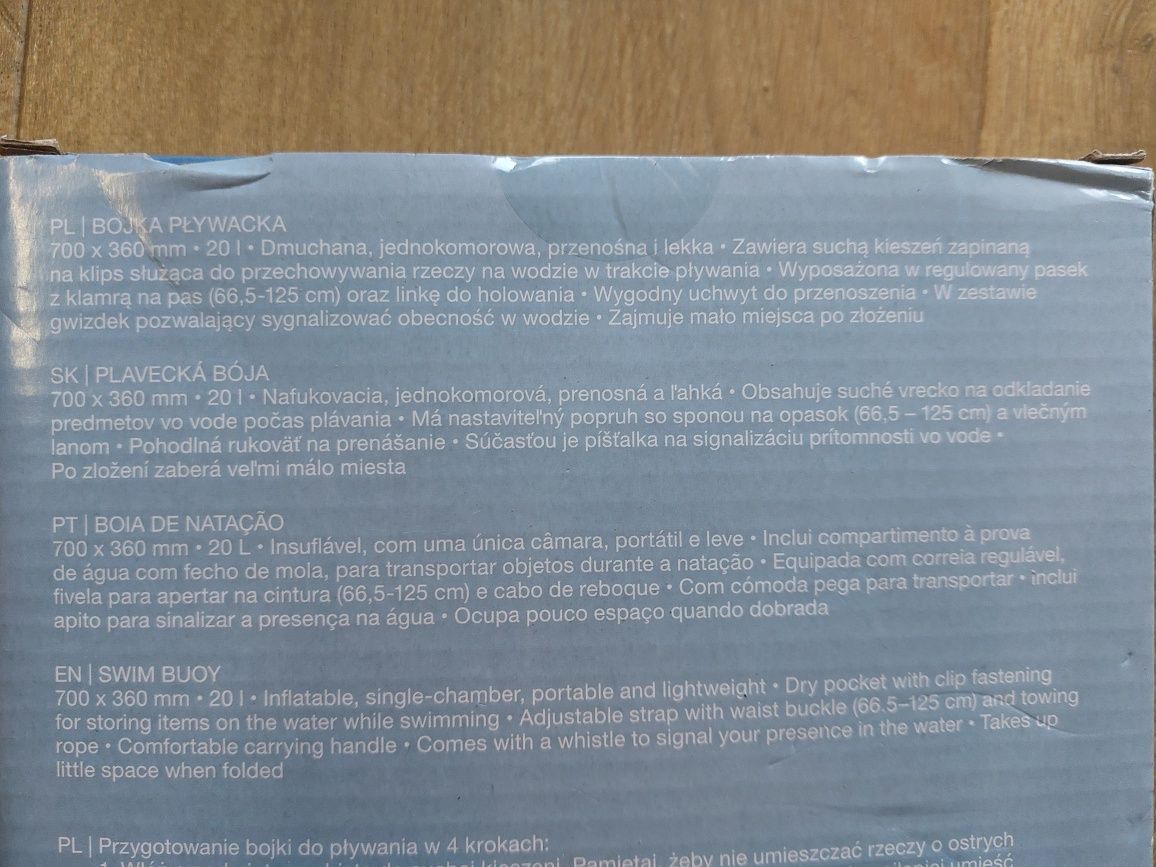 PL | BOJKA PŁYWACKA
700 x 360 mm • 20 l • Dmuchana, jednokomorowa, przenośna i lekka • Zawiera suchą kieszeń zapinaną
na klips służąca do przechowywania rzeczy na wodzie w trakcie pływania • Wyposażona w regulowany pasek
z klamrą na pas (66,5-125 cm) oraz linkę do holowania • Wygodny uchwyt do przenoszenia • W zestawie
gwizdek pozwalający sygnalizować obecność w wodzie • Zajmuje mało miejsca po złożeniu
SK | PLAVECKÁ BÓJA
700 x 360 mm • 20 l • Nafukovacia, jednokomorová, prenosná a ľahká • Obsahuje suché vrecko na odkladanie
predmetov vo vode počas plávania • Má nastaviteľný popruh so sponou na opasok (66,5 – 125 cm) a vlečným
lanom • Pohodlná rukoväť na prenášanie • Súčasťou je píšťalka na signalizáciu prítomnosti vo vode •
Po zložení zaberá veľmi málo miesta
PT | BOIA DE NATAÇÃO
700 x 360 mm • 20 L • Insuflável, com uma única câmara, portátil e leve • Inclui compartimento à prova
de água com fecho de mola, para transportar objetos durante a natação • Equipada com correia regulável,
fivela para apertar na cintura (66,5-125 cm) e cabo de reboque • Com cómoda pega para transportar • inclui
apito para sinalizar a presença na água • Ocupa pouco espaço quando dobrada
EN | SWIM BUOY
700 x 360 mm • 20 l • Inflatable, single-chamber, portable and lightweight • Dry pocket with clip fastening
for storing items on the water while swimming • Adjustable strap with waist buckle (66.5–125 cm) and towing
rope • Comfortable carrying handle • Comes with a whistle to signal your presence in the water • Takes up
little space when folded
PL | Przygotowanie bojki do pływania w 4 krokach:
kieszeni. Pamiętaj, żeby nie umieszczać rzeczy o ostrych